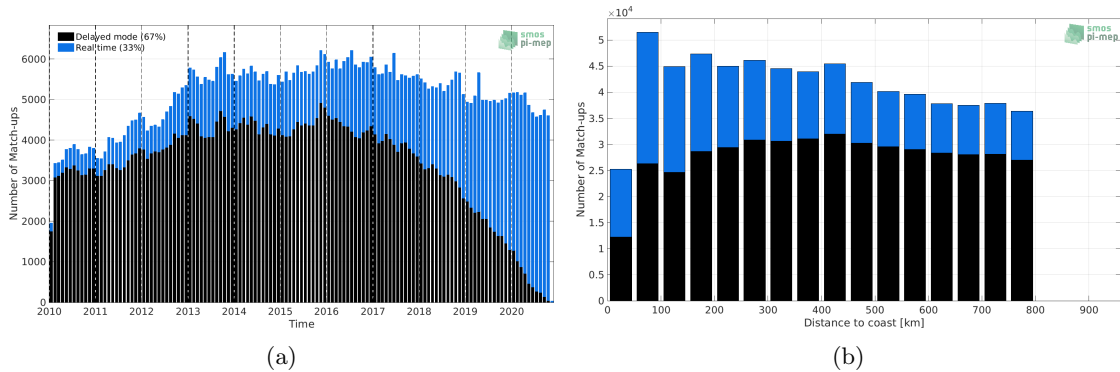 Delayed mode (67%)
Real time (33%)
smos
pi-mep
Number of Match-ups
6000
5000
4000
3000
2000
1000
0
2010 2011 2012 2013 2014 2015 2016 2017 2018 2019 2020
Time
(a)
×10⁴
smos
pi-mep
Number of Match-ups
5
4.5
4
3.5
3
2.5
2
1.5
1
0.5
0
100 200 300 400 500 600 700 800 900
Distance to coast [km]
(b)